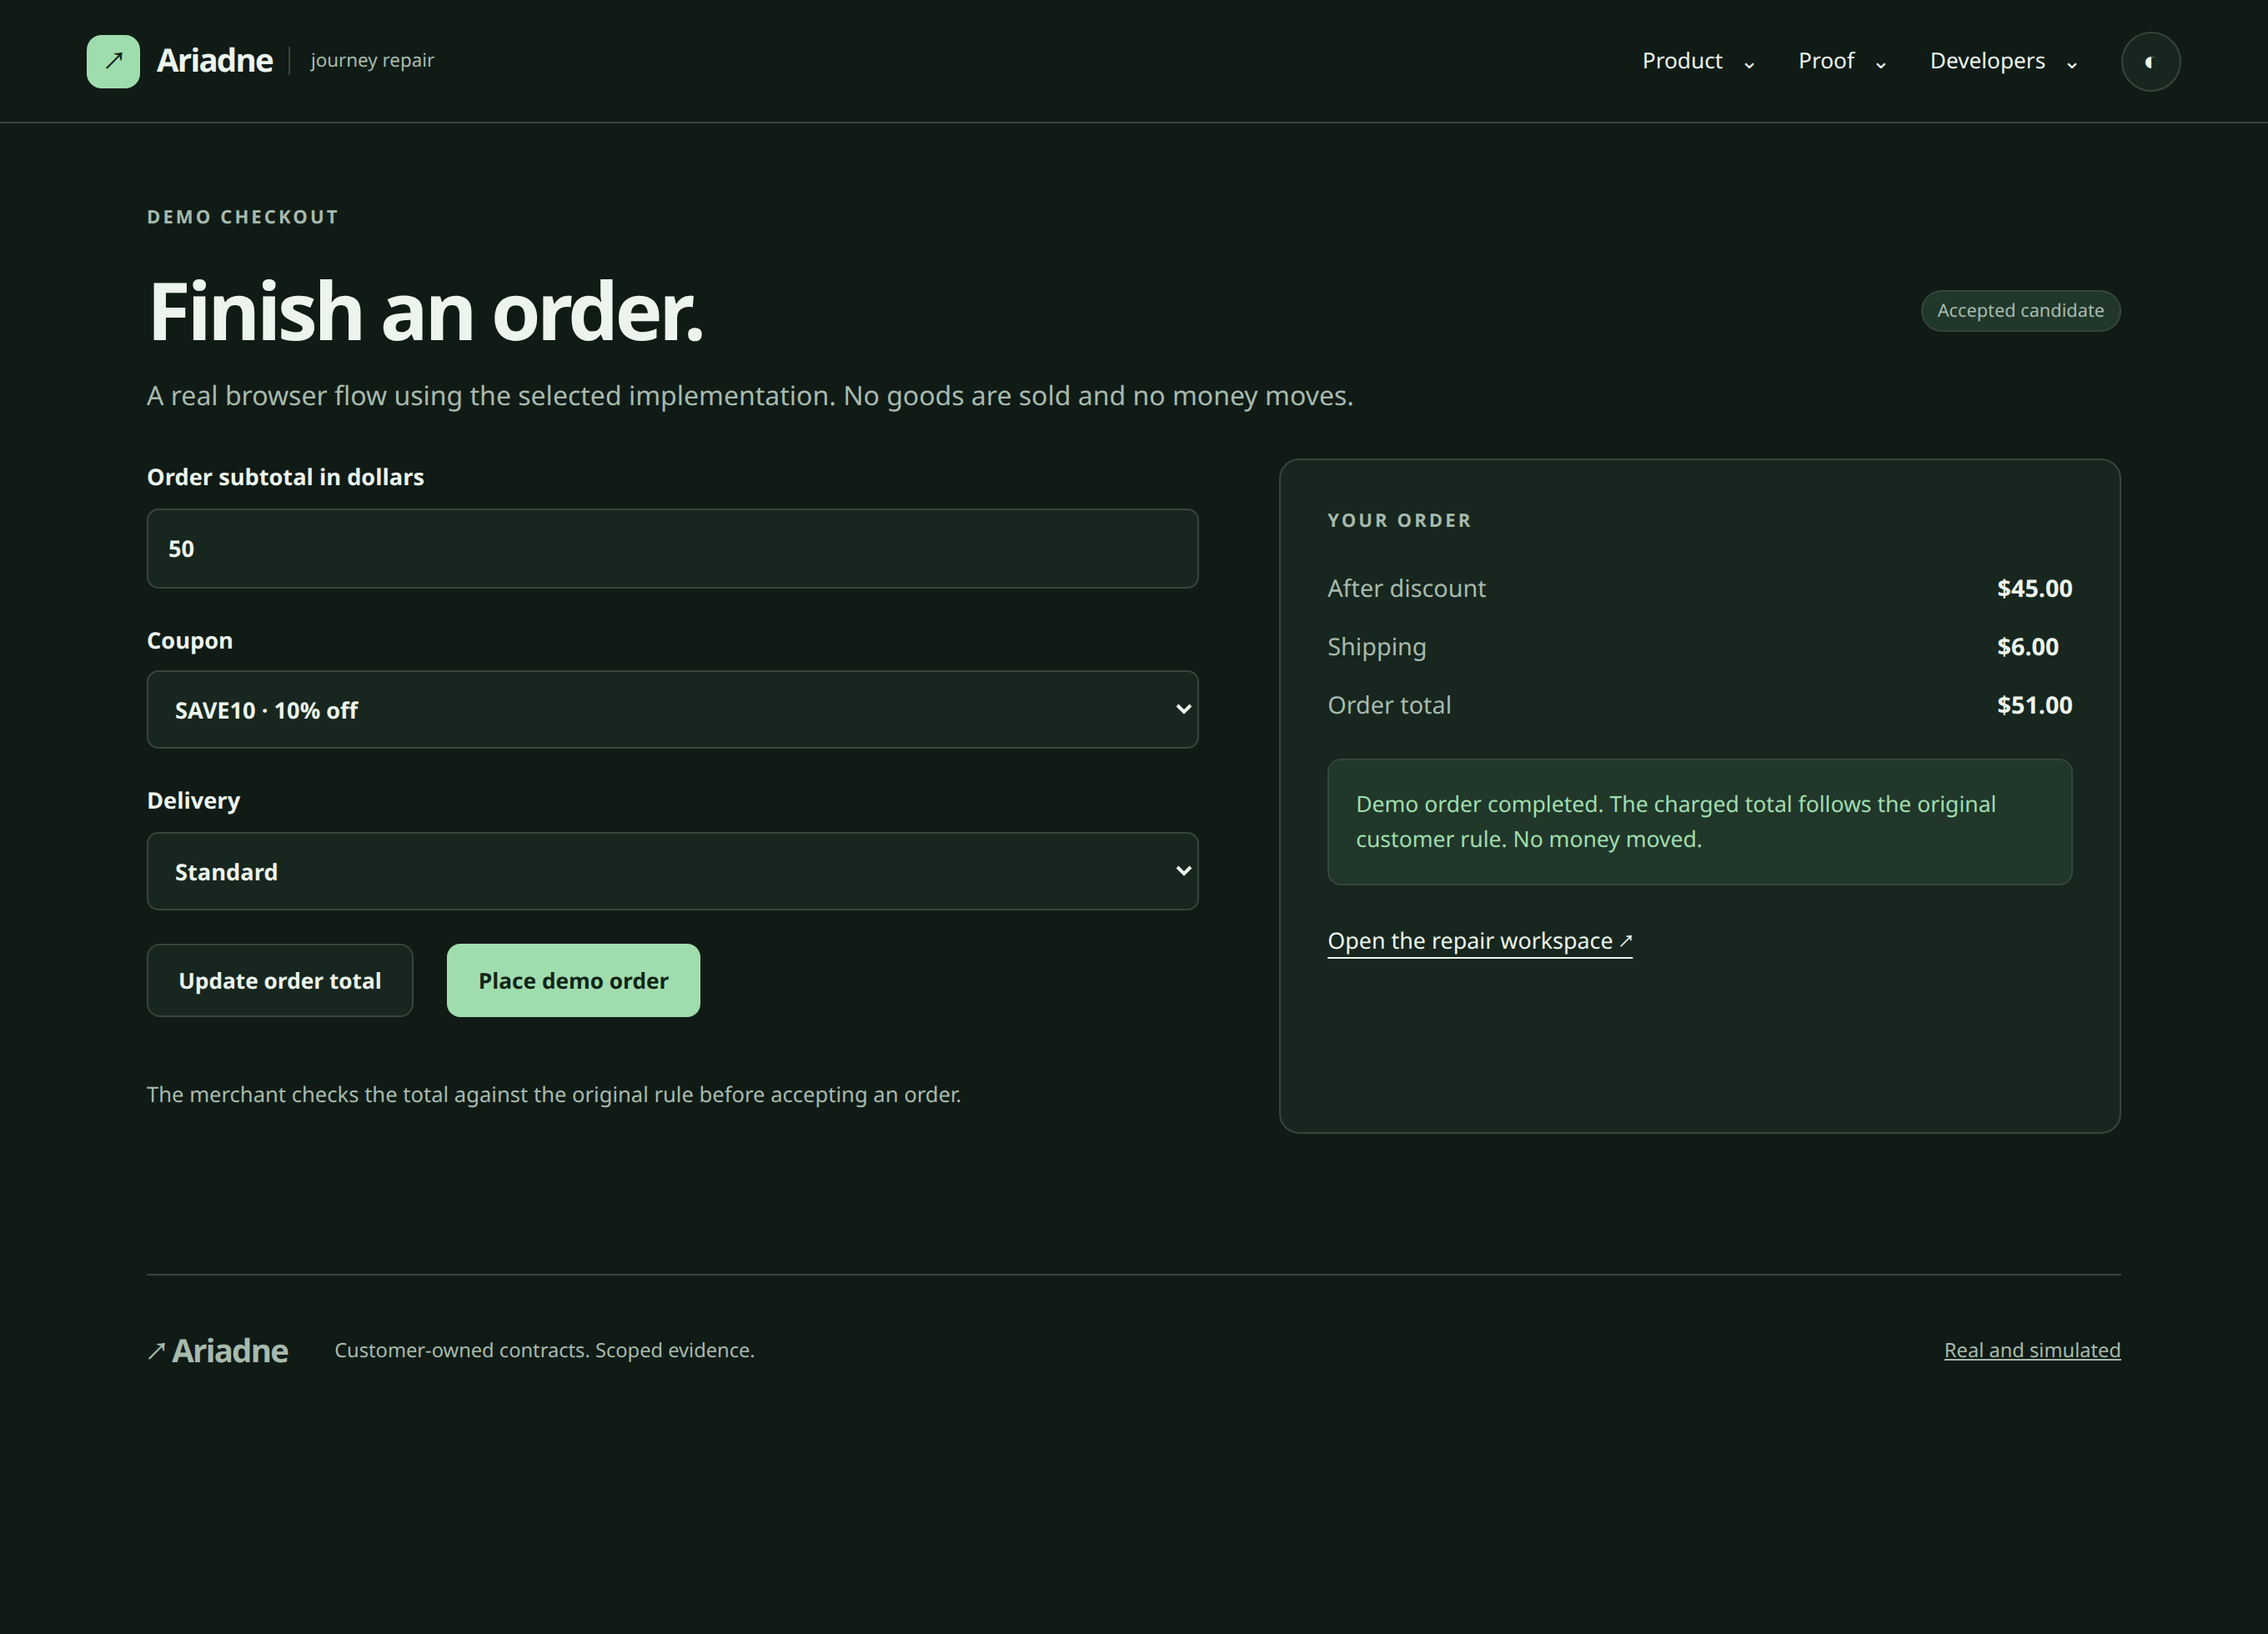 ↗ Ariadne journey repair Product Proof Developers
DEMO CHECKOUT
Finish an order.
Accepted candidate
A real browser flow using the selected implementation. No goods are sold and no money moves.
Order subtotal in dollars
50
Coupon
SAVE10 · 10% off
Delivery
Standard
Update order total Place demo order
The merchant checks the total against the original rule before accepting an order.
YOUR ORDER
After discount $45.00
Shipping $6.00
Order total $51.00
Demo order completed. The charged total follows the original
customer rule. No money moved.
Open the repair workspace ↗
↗ Ariadne Customer-owned contracts. Scoped evidence. Real and simulated